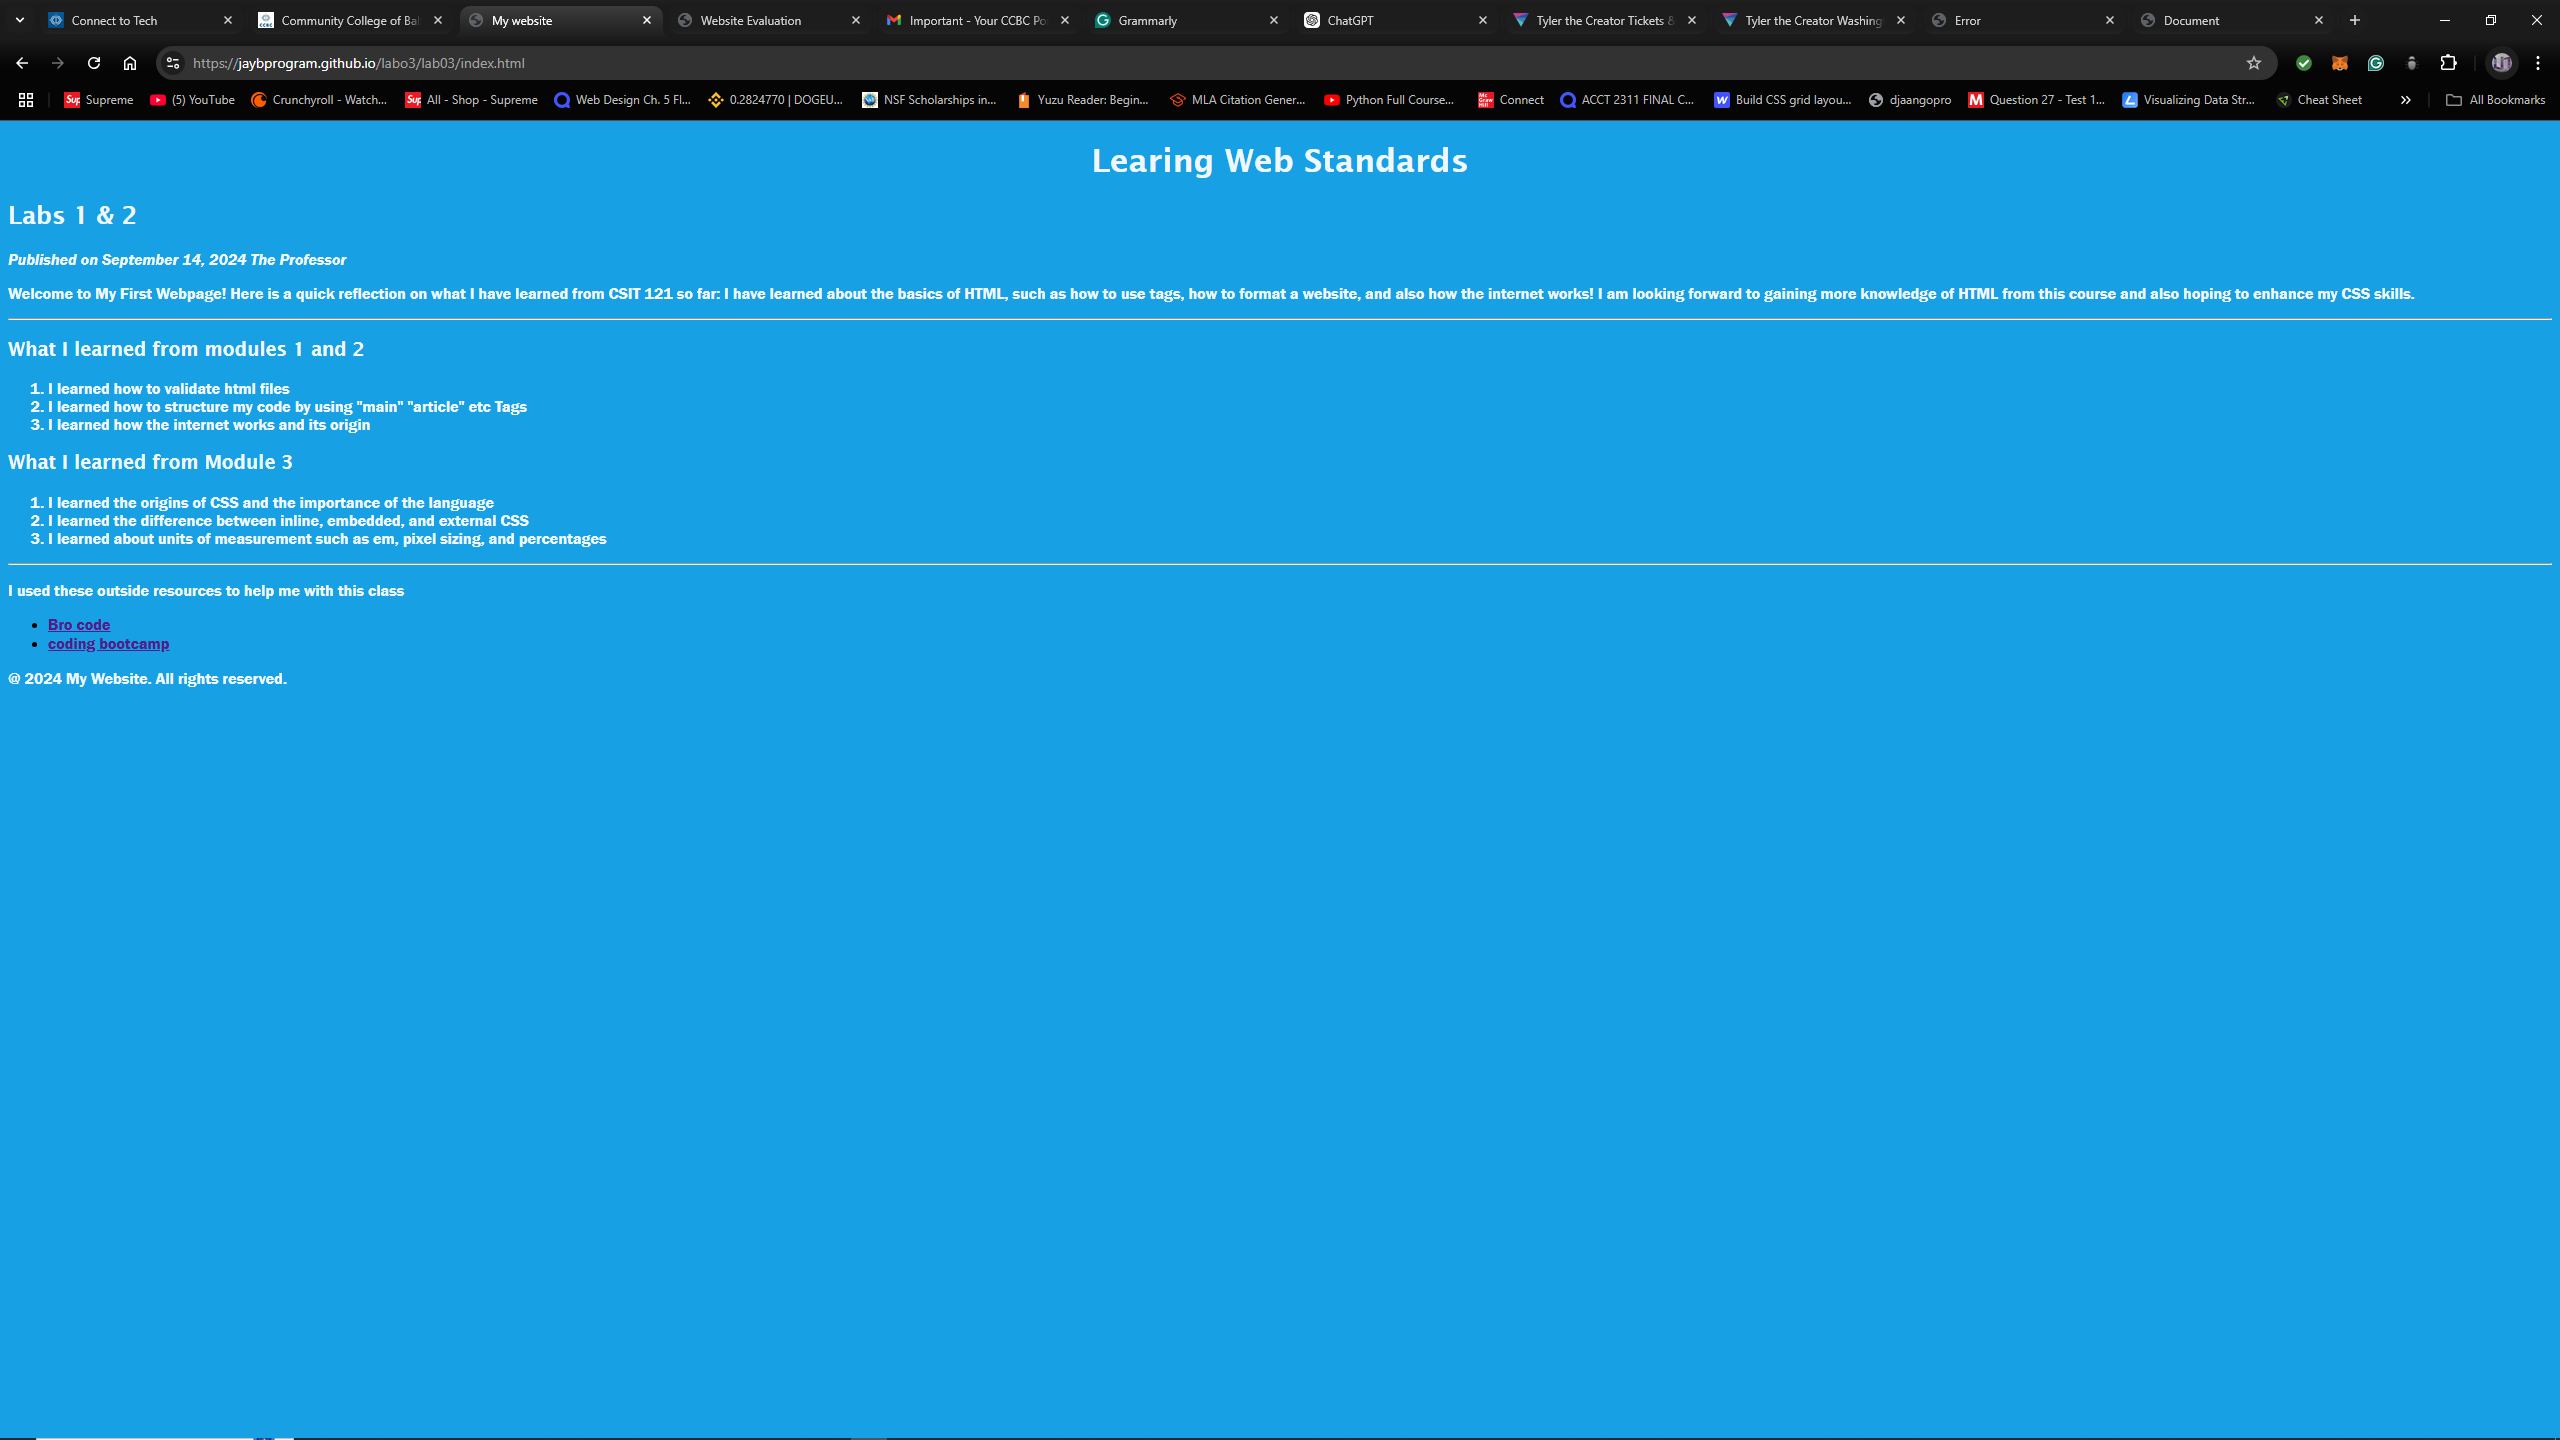 Connect to Tech
Community College of Bal
My website
Website Evaluation
Important - Your CCBC Po
Grammarly
ChatGPT
Tyler the Creator Tickets &
Tyler the Creator Washing
Error
Document
https://jaybprogram.github.io/labo3/lab03/index.html
Supreme
(5) YouTube
Crunchyroll - Watch...
All - Shop - Supreme
Web Design Ch. 5 Fl...
0.2824770 | DOGEU...
NSF Scholarships in...
Yuzu Reader: Begin...
MLA Citation Gener...
Python Full Course...
Connect
ACCT 2311 FINAL C...
Build CSS grid layou...
djaangopro
Question 27 - Test 1...
Visualizing Data Str...
Cheat Sheet
All Bookmarks
Learing Web Standards
Labs 1 & 2
Published on September 14, 2024 The Professor
Welcome to My First Webpage! Here is a quick reflection on what I have learned from CSIT 121 so far: I have learned about the basics of HTML, such as how to use tags, how to format a website, and also how the internet works! I am looking forward to gaining more knowledge of HTML from this course and also hoping to enhance my CSS skills.
What I learned from modules 1 and 2
1. I learned how to validate html files
2. I learned how to structure my code by using "main" "article" etc Tags
3. I learned how the internet works and its origin
What I learned from Module 3
1. I learned the origins of CSS and the importance of the language
2. I learned the difference between inline, embedded, and external CSS
3. I learned about units of measurement such as em, pixel sizing, and percentages
I used these outside resources to help me with this class
• Bro code
• coding bootcamp
@ 2024 My Website. All rights reserved.